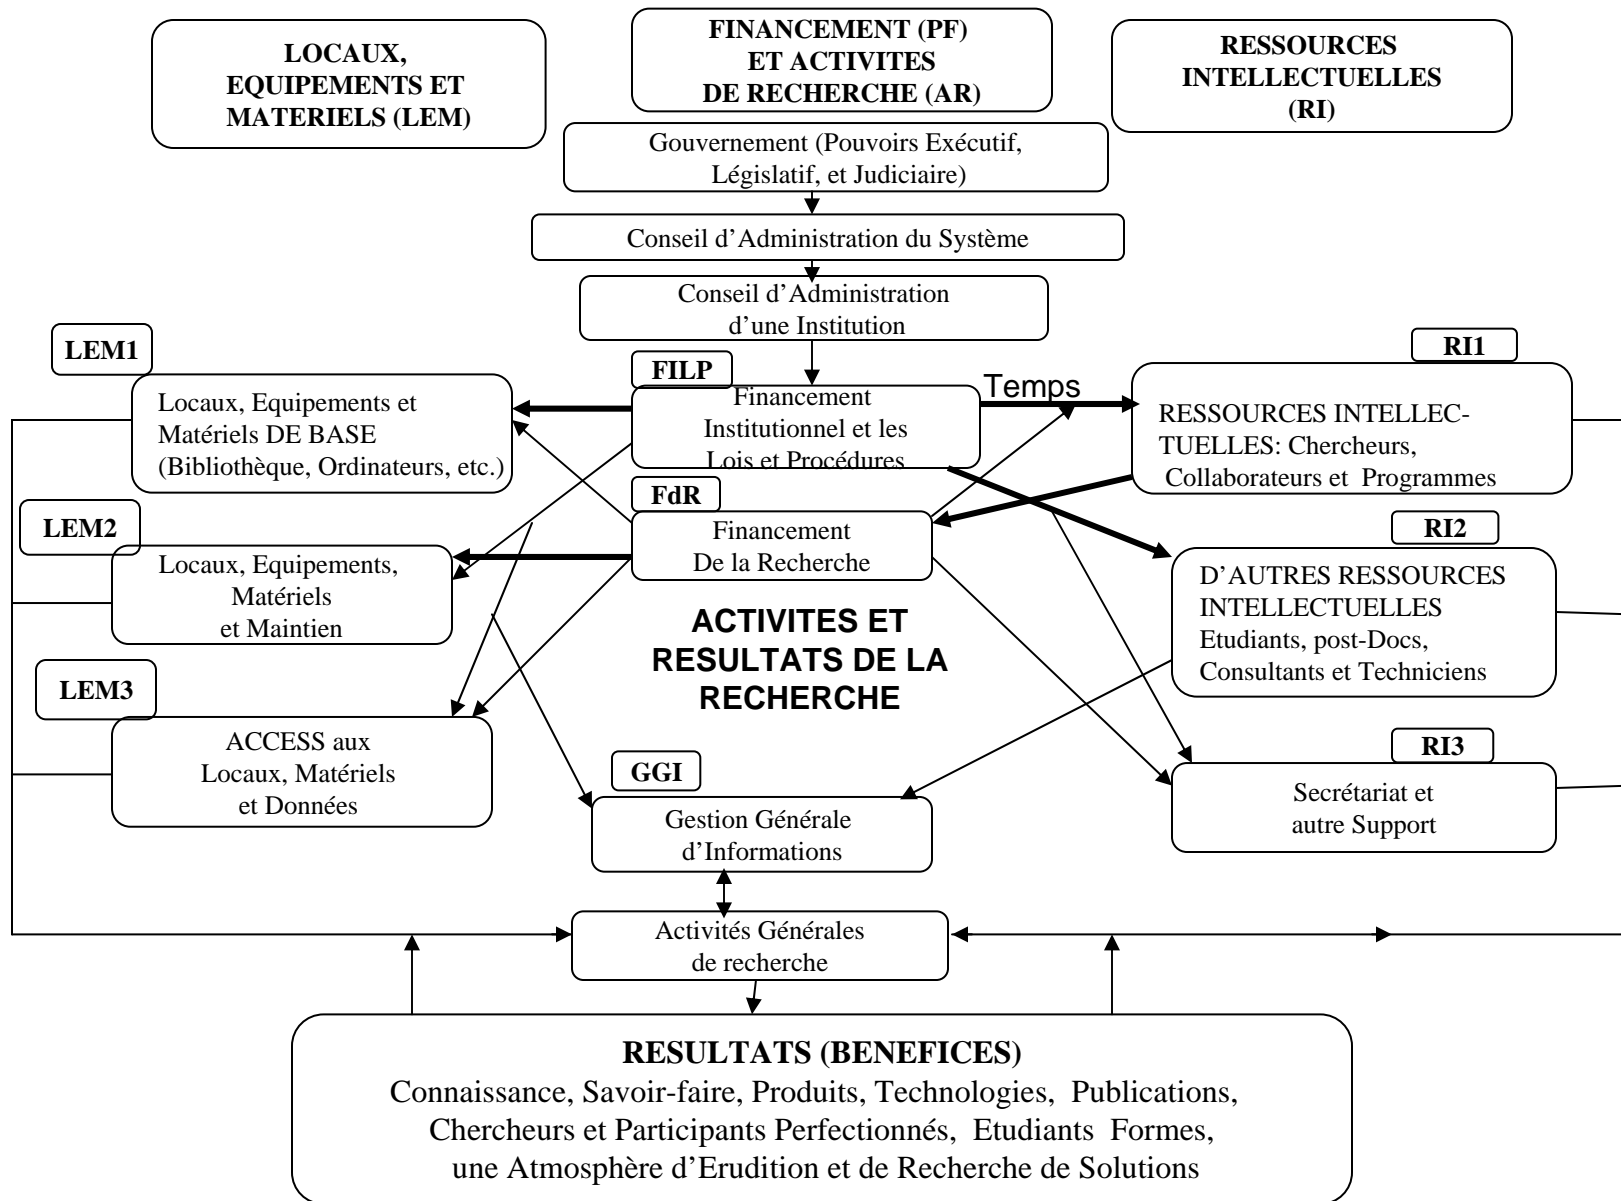 LOCAUX,
EQUIPEMENTS ET
MATERIELS (LEM)
FINANCEMENT (PF)
ET ACTIVITES
DE RECHERCHE (AR)
RESSOURCES
INTELLECTUELLES
(RI)
Gouvernement (Pouvoirs Exécutif,
Législatif, et Judiciaire)
Conseil d’Administration du Système
Conseil d’Administration
d’une Institution
LEM1
Locaux, Equipements et
Matériels DE BASE
(Bibliothèque, Ordinateurs, etc.)
FILP
Financement
Institutionnel et les
Lois et Procédures
Temps
RI1
RESSOURCES INTELLEC-
TUELLES: Chercheurs,
Collaborateurs et Programmes
LEM2
Locaux, Equipements,
Matériels
et Maintien
FdR
Financement
De la Recherche
RI2
D’AUTRES RESSOURCES
INTELLECTUELLES
Etudiants, post-Docs,
Consultants et Techniciens
ACTIVITES ET
RESULTATS DE LA
RECHERCHE
LEM3
ACCESS aux
Locaux, Matériels
et Données
GGI
Gestion Générale
d’Informations
RI3
Secrétariat et
autre Support
Activités Générales
de recherche
RESULTATS (BENEFICES)
Connaissance, Savoir-faire, Produits, Technologies, Publications,
Chercheurs et Participants Perfectionnés, Etudiants Formes,
une Atmosphère d’Erudition et de Recherche de Solutions